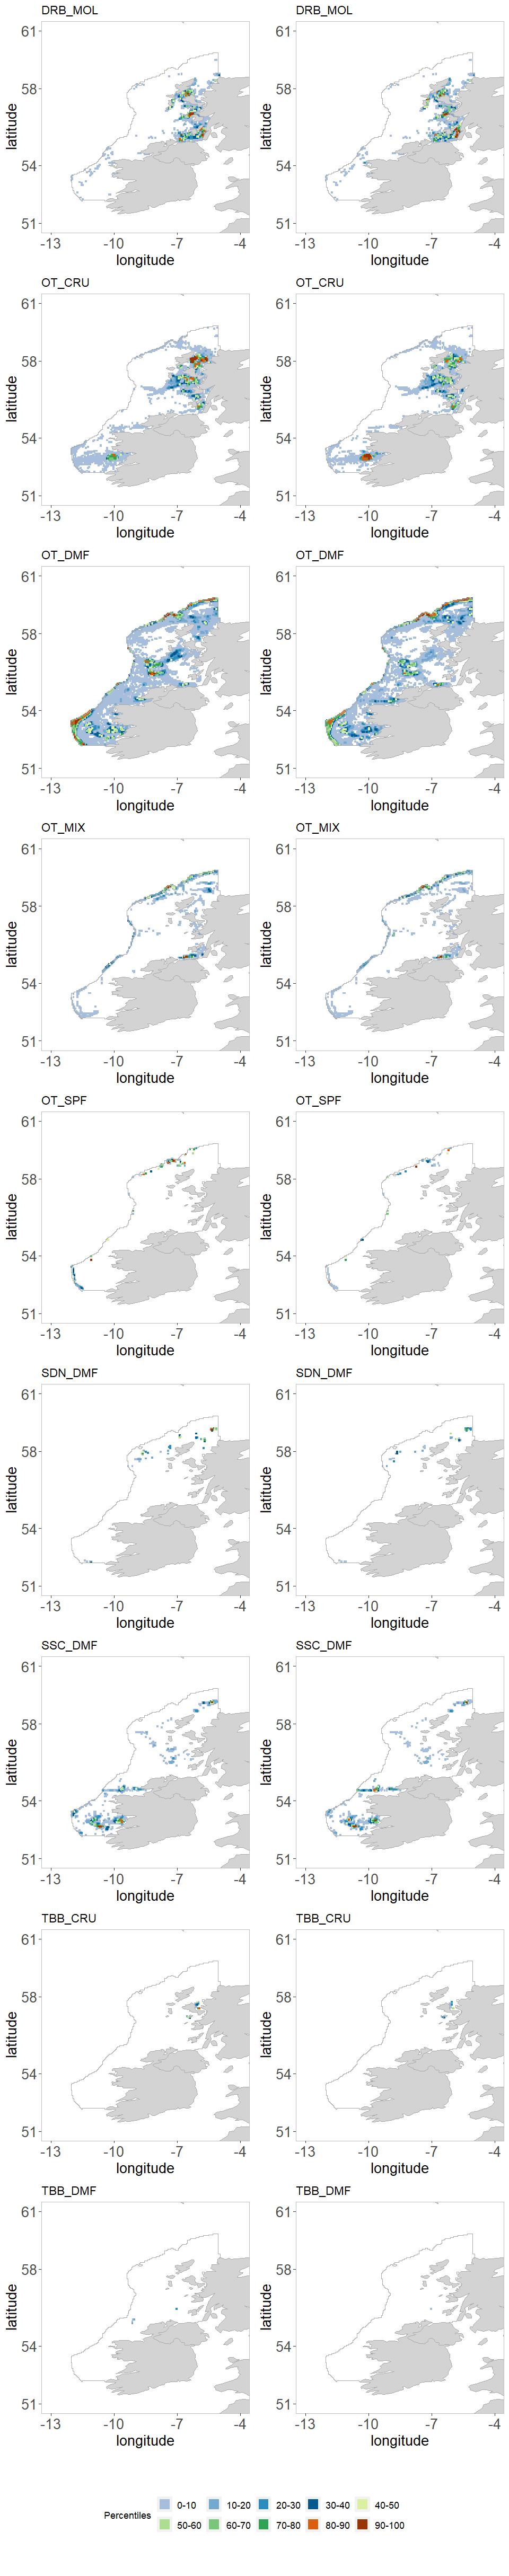 DRB_MOL DRB_MOL
61 61
58 58
54 54
51 51
latitude latitude
-13 -10 -7 -4 -13 -10 -7 -4
longitude longitude
OT_CRU OT_CRU
61 61
58 58
54 54
51 51
latitude latitude
-13 -10 -7 -4 -13 -10 -7 -4
longitude longitude
OT_DMF OT_DMF
61 61
58 58
54 54
51 51
latitude latitude
-13 -10 -7 -4 -13 -10 -7 -4
longitude longitude
OT_MIX OT_MIX
61 61
58 58
54 54
51 51
latitude latitude
-13 -10 -7 -4 -13 -10 -7 -4
longitude longitude
OT_SPF OT_SPF
61 61
58 58
54 54
51 51
latitude latitude
-13 -10 -7 -4 -13 -10 -7 -4
longitude longitude
SDN_DMF SDN_DMF
61 61
58 58
54 54
51 51
latitude latitude
-13 -10 -7 -4 -13 -10 -7 -4
longitude longitude
SSC_DMF SSC_DMF
61 61
58 58
54 54
51 51
latitude latitude
-13 -10 -7 -4 -13 -10 -7 -4
longitude longitude
TBB_CRU TBB_CRU
61 61
58 58
54 54
51 51
latitude latitude
-13 -10 -7 -4 -13 -10 -7 -4
longitude longitude
TBB_DMF TBB_DMF
61 61
58 58
54 54
51 51
latitude latitude
-13 -10 -7 -4 -13 -10 -7 -4
longitude longitude
Percentiles
0-10 10-20 20-30 30-40 40-50
50-60 60-70 70-80 80-90 90-100